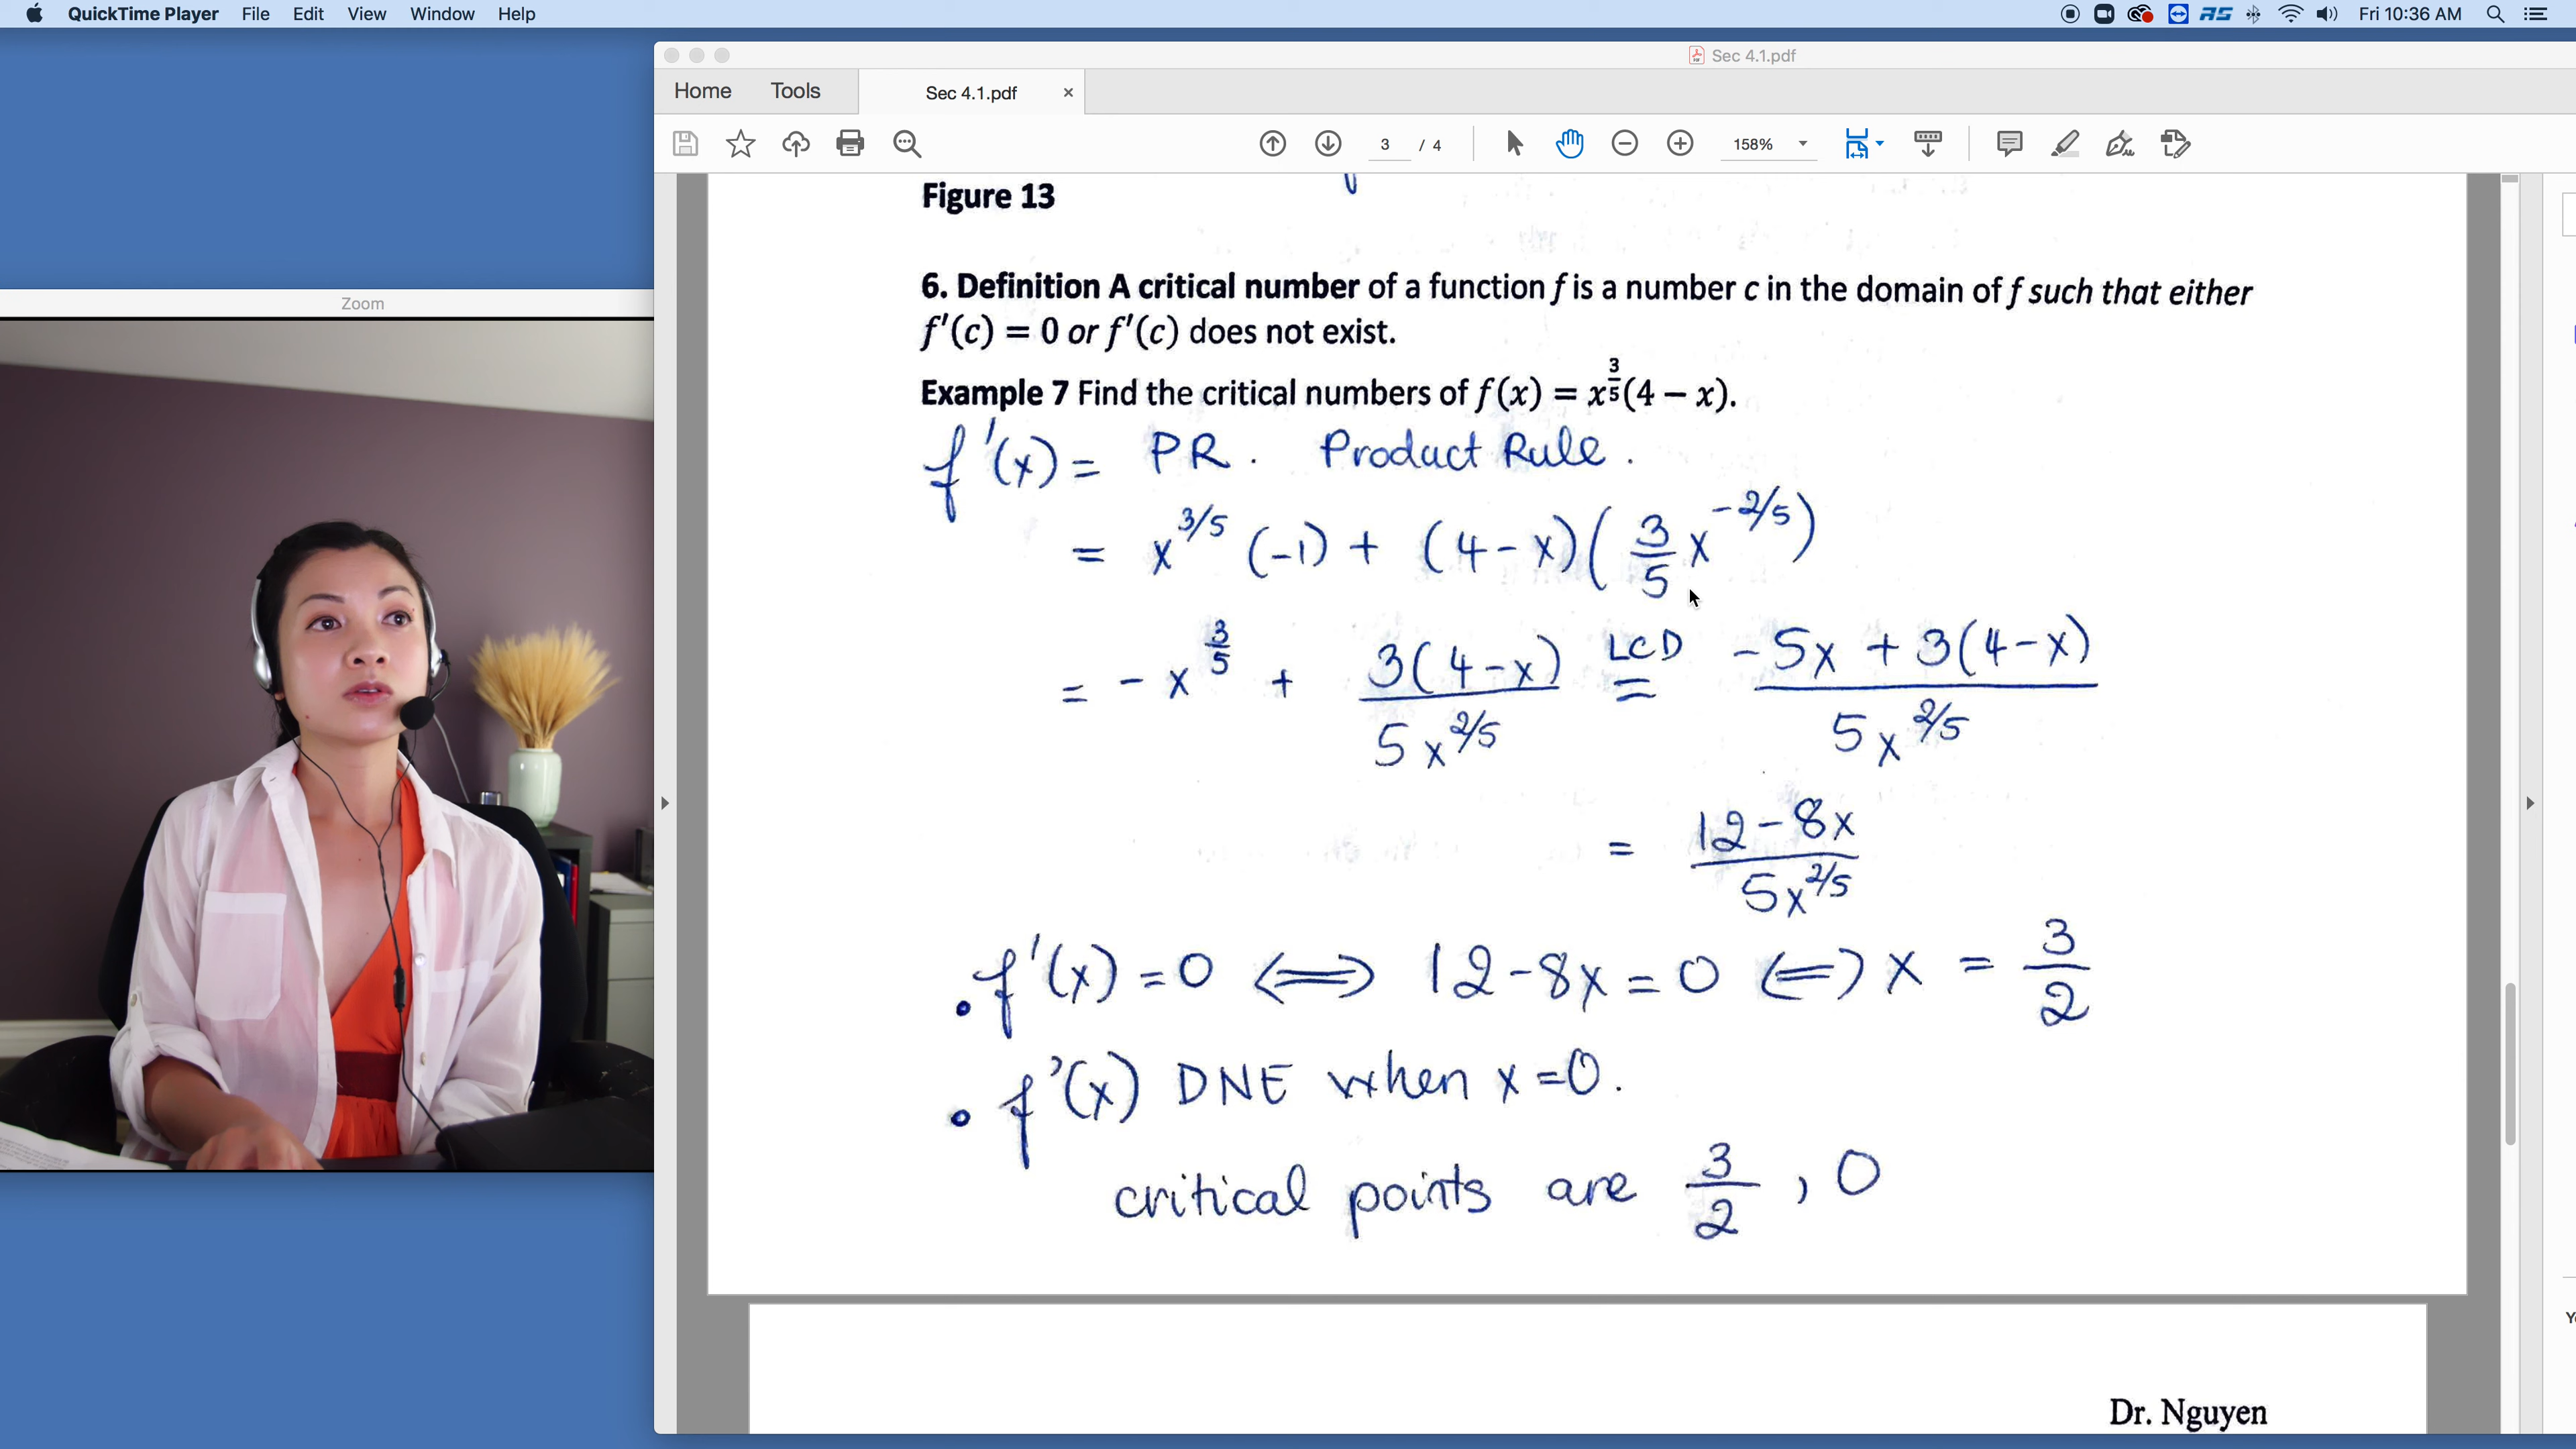 QuickTime Player File Edit View Window Help Fri 10:36 AM
Sec 4.1.pdf
Home Tools Sec 4.1.pdf ×
3 / 4 158%
Zoom
Figure 13
6. Definition A critical number of a function f is a number c in the domain of f such that either
f'(c) = 0 or f'(c) does not exist.
Example 7 Find the critical numbers of f(x) = x^{3/5}(4 − x).
f'(x) = PR. Product Rule.
= x^{3/5} (-1) + (4-x)(3/5 x^{-2/5})
= - x^{3/5} + 3(4-x) / 5x^{2/5} LCD = -5x + 3(4-x) / 5x^{2/5}
= 12-8x / 5x^{2/5}
• f'(x) = 0 ⟺ 12-8x = 0 ⟺ x = 3/2
• f'(x) DNE when x = 0.
critical points are 3/2, 0
Dr. Nguyen